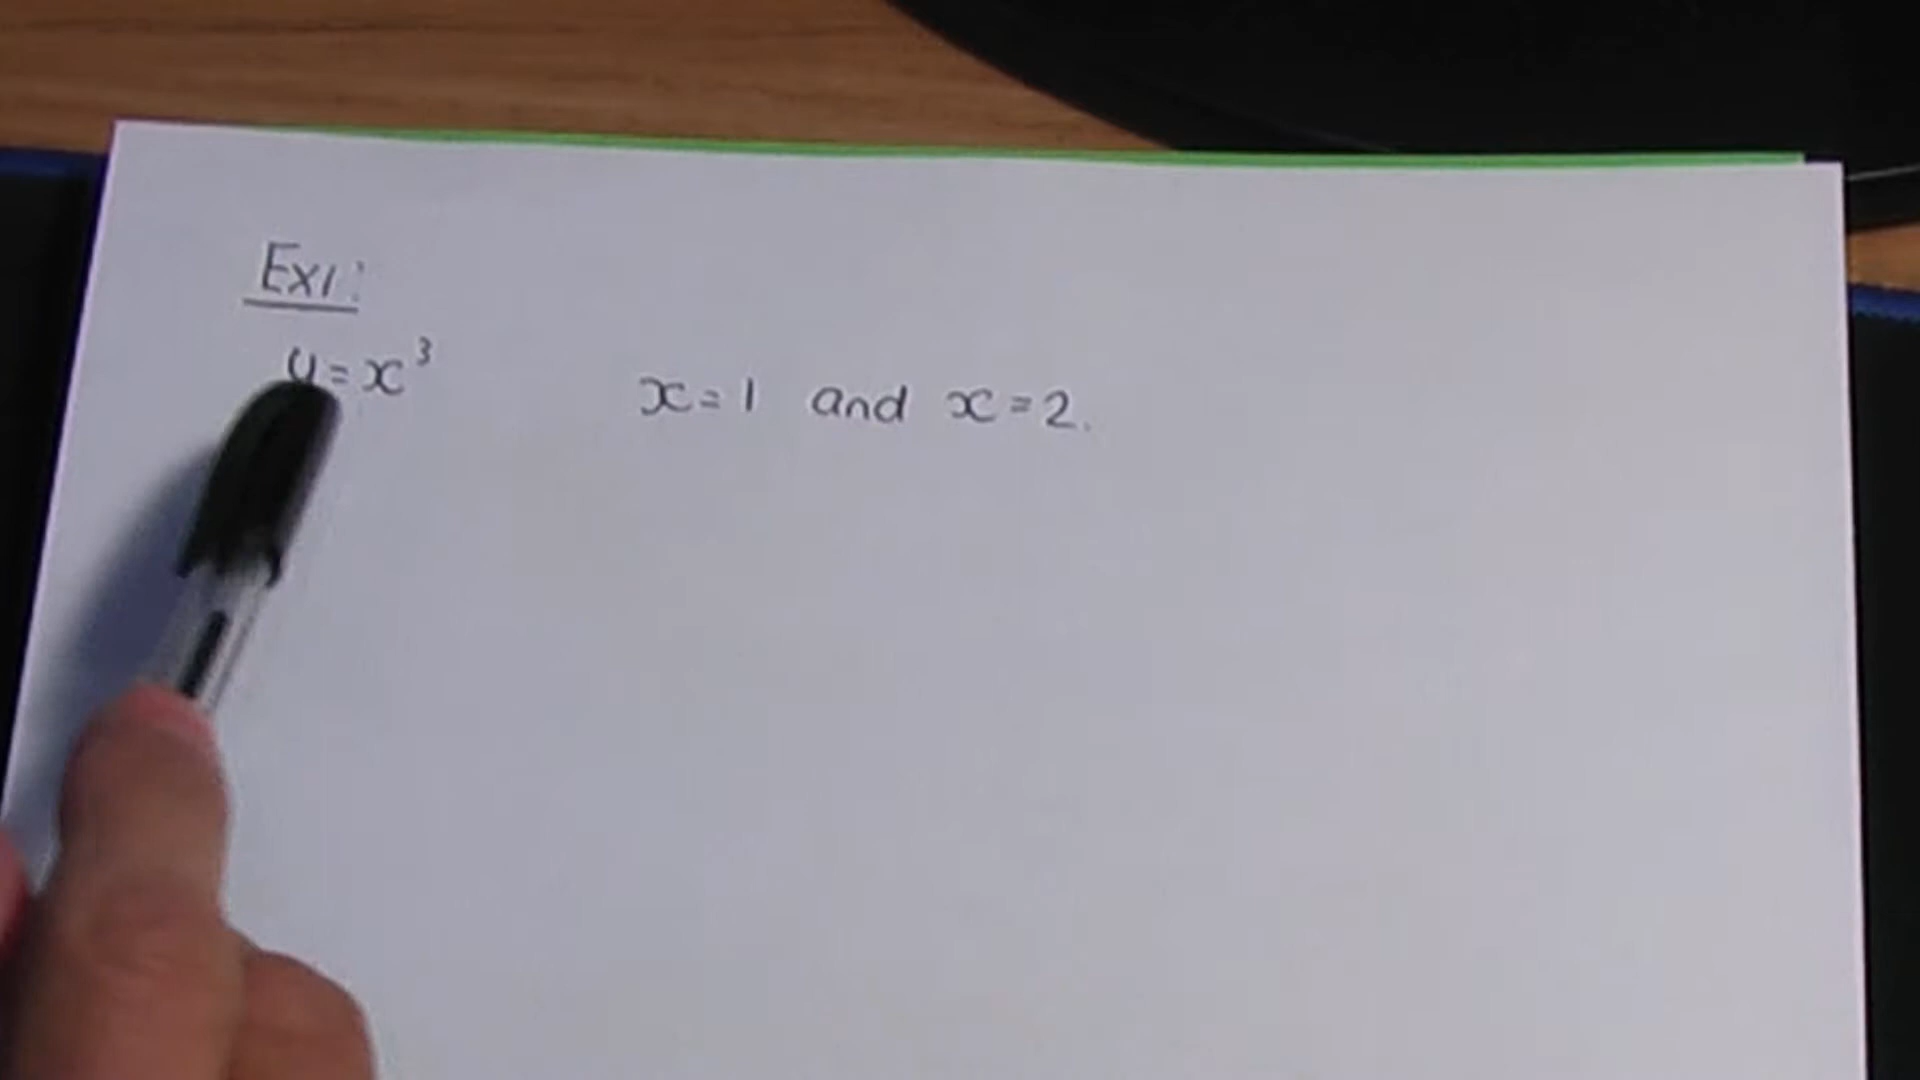 Ex1:
y=x³ x=1 and x=2.